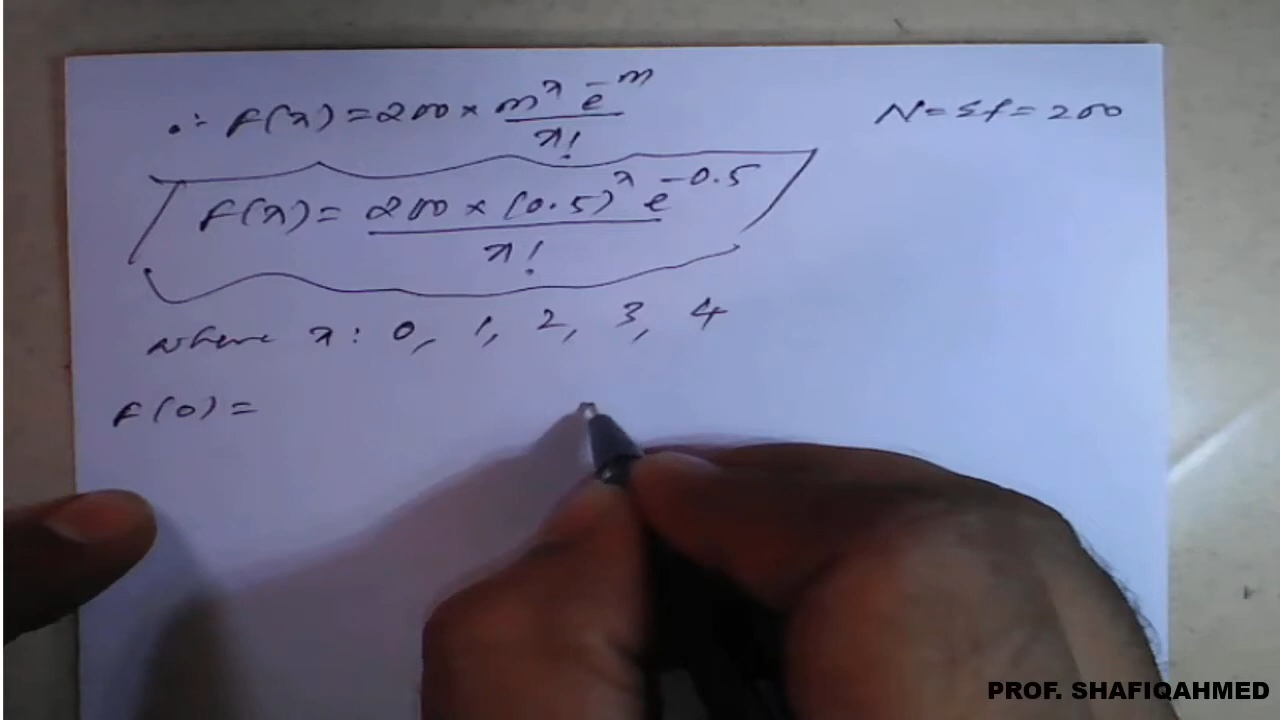 ∴ F(x) = 200 × m^x e^-m / x!
N = Σf = 200
F(x) = 200 × (0.5)^x e^-0.5 / x!
where x : 0, 1, 2, 3, 4
F(0) =
PROF. SHAFIQAHMED